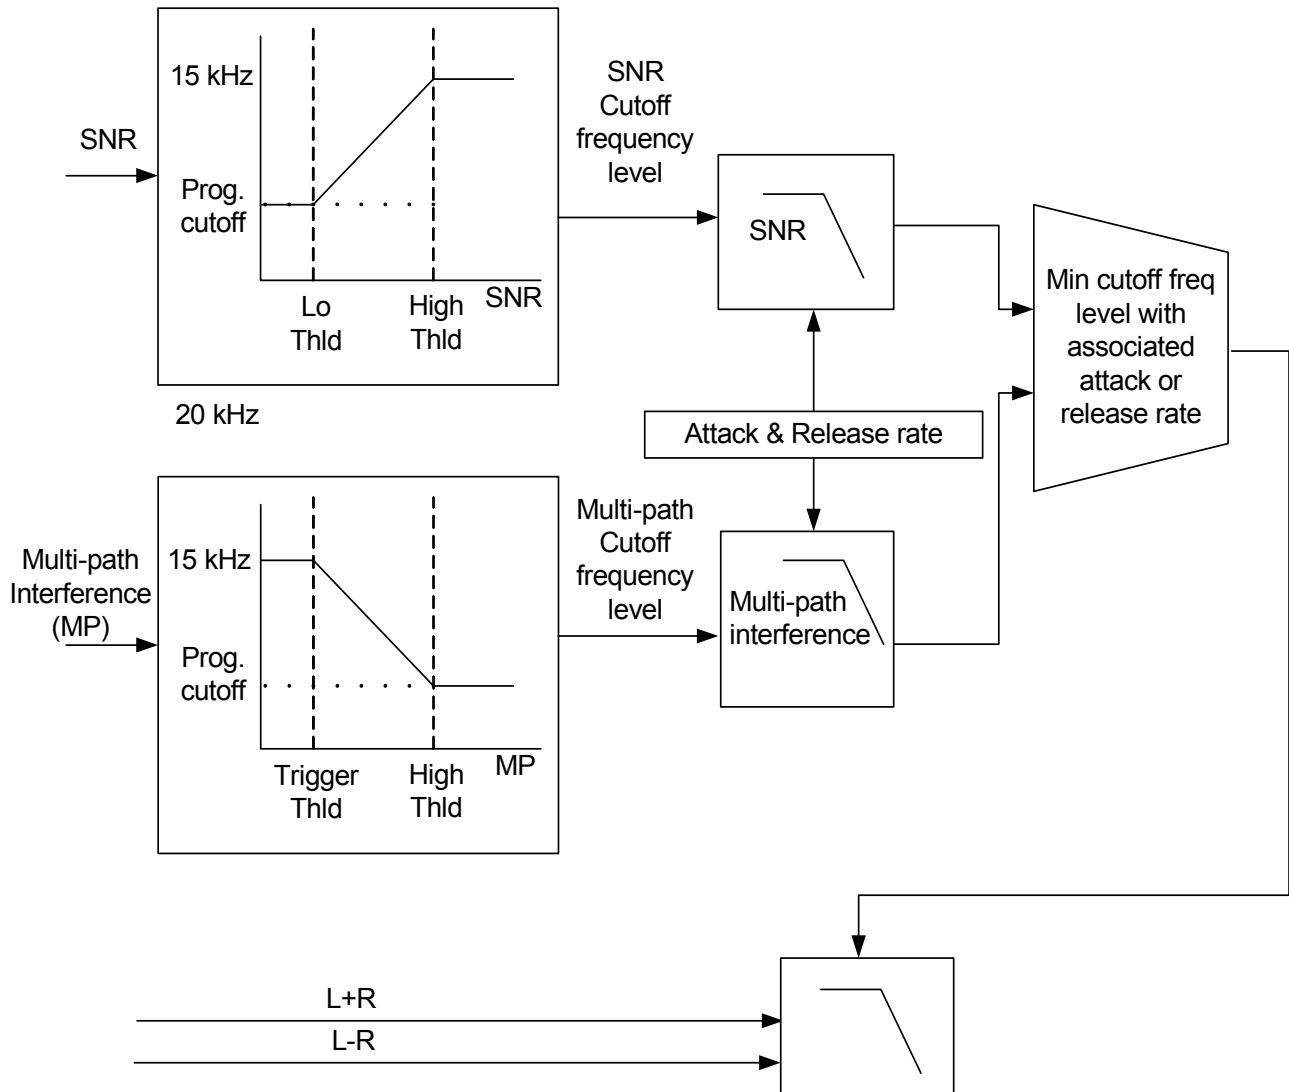 SNR
15 kHz
Prog.
cutoff
Lo
Thld
High
Thld
SNR
20 kHz
SNR
Cutoff
frequency
level
SNR
Attack & Release rate
Min cutoff freq
level with
associated
attack or
release rate
Multi-path
Interference
(MP)
15 kHz
Prog.
cutoff
Trigger
Thld
High
Thld
MP
Multi-path
Cutoff
frequency
level
Multi-path
interference
L+R
L-R